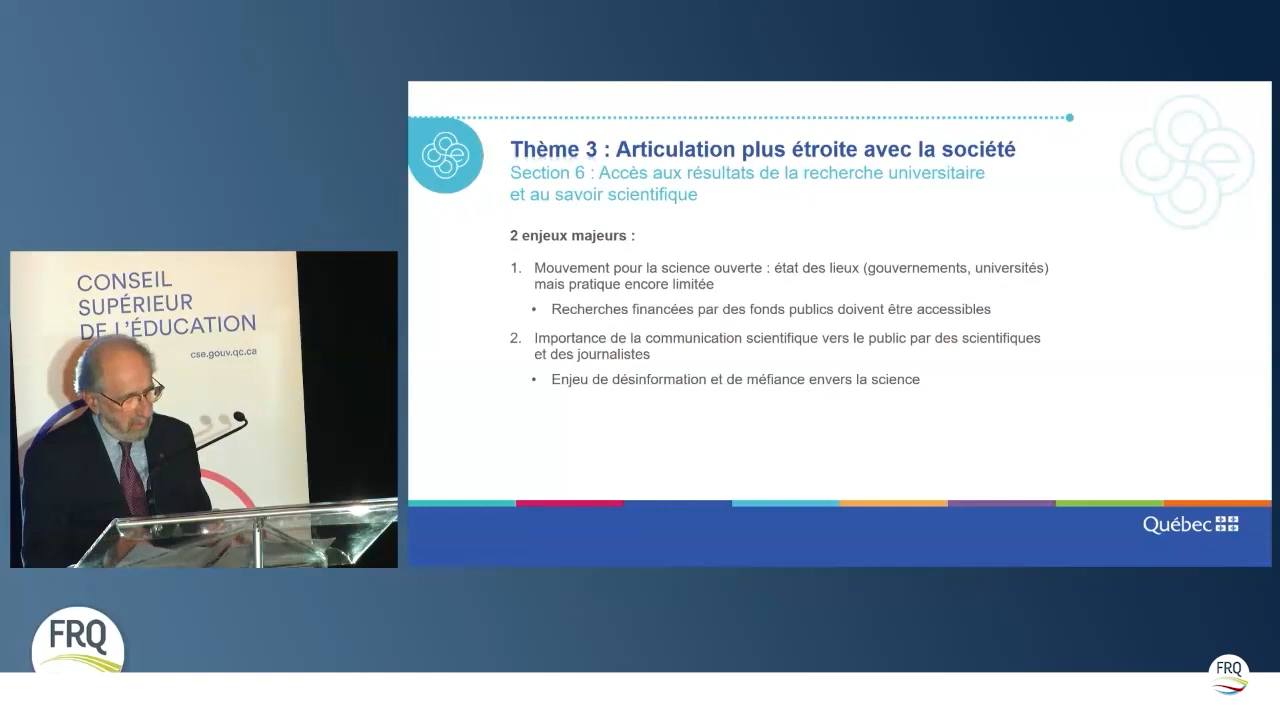 CONSEIL
SUPÉRIEUR
DE L'ÉDUCATION
cse.gouv.qc.ca
Thème 3 : Articulation plus étroite avec la société
Section 6 : Accès aux résultats de la recherche universitaire
et au savoir scientifique
2 enjeux majeurs :
1. Mouvement pour la science ouverte : état des lieux (gouvernements, universités)
mais pratique encore limitée
• Recherches financées par des fonds publics doivent être accessibles
2. Importance de la communication scientifique vers le public par des scientifiques
et des journalistes
• Enjeu de désinformation et de méfiance envers la science
Québec
FRQ
FRQ